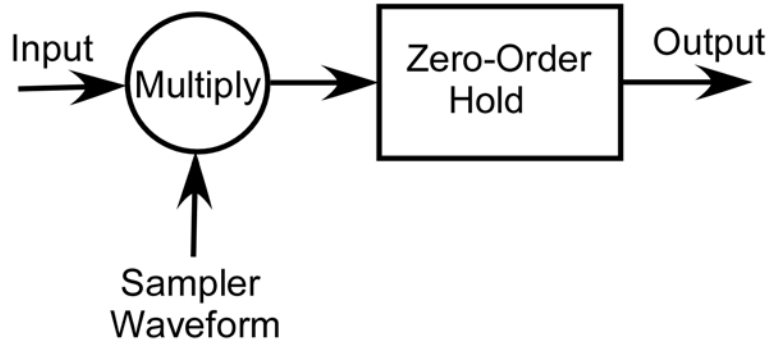 Input
Multiply
Zero-Order
Hold
Output
Sampler
Waveform